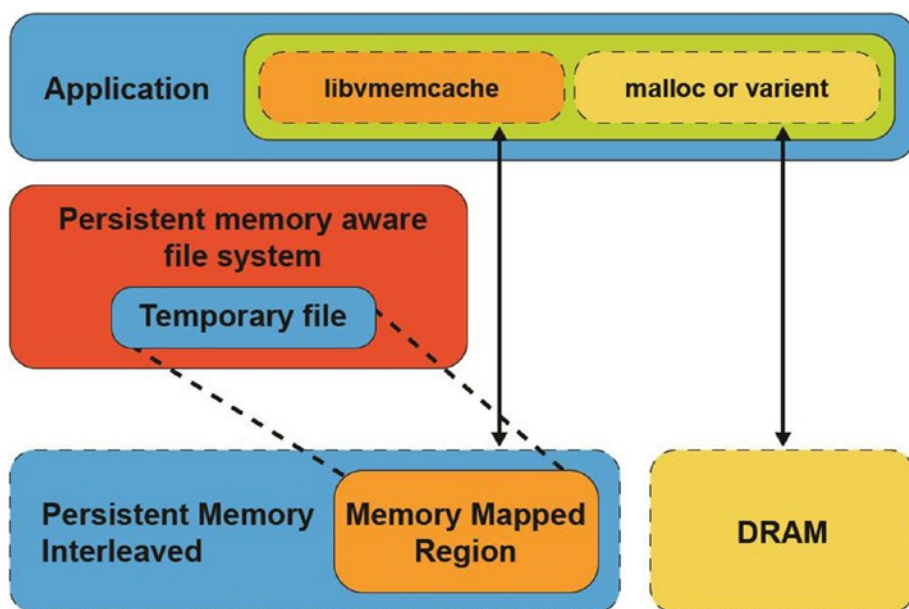 Application
libvmemcache
malloc or varient
Persistent memory aware
file system
Temporary file
Persistent Memory
Interleaved
Memory Mapped
Region
DRAM